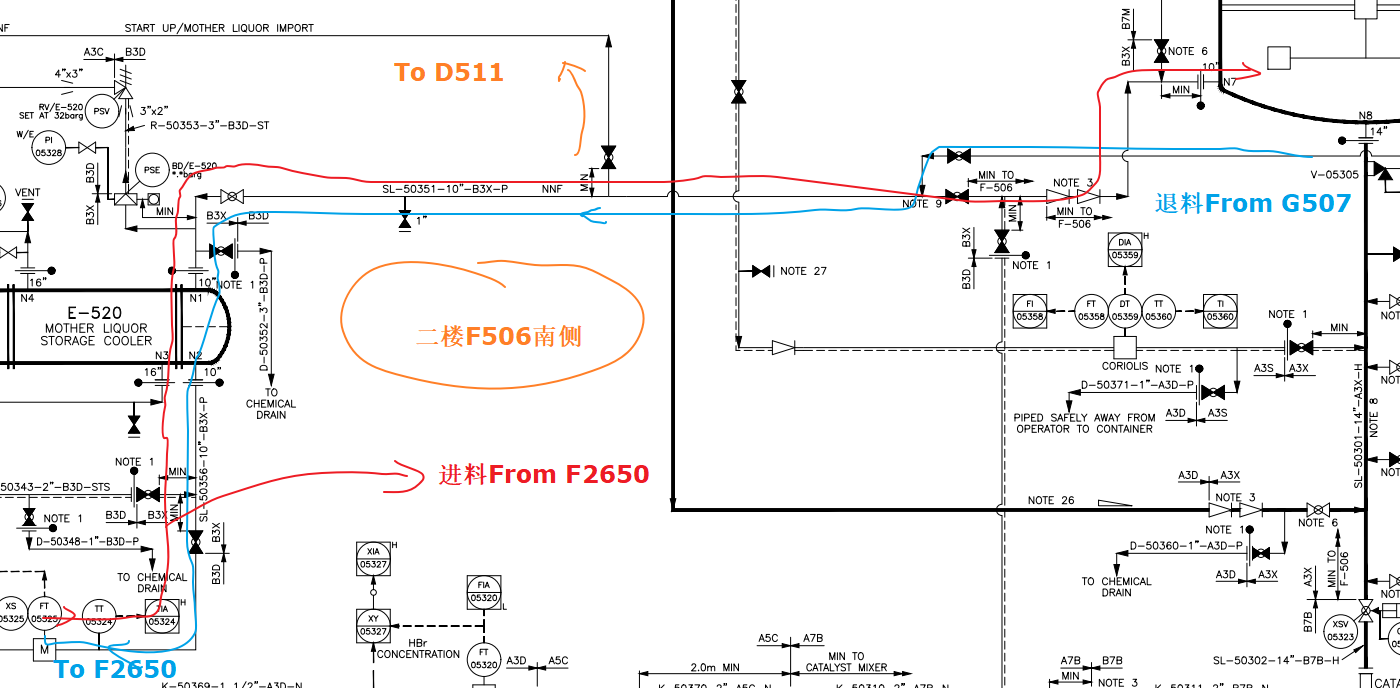 NF
START UP/MOTHER LIQUOR IMPORT
To D511
A3C
B3D
4"x3"
RV/E-520
SET AT 32barg
PSV
3"x2"
R-50353-3"-B3D-ST
W/E
PI
05328
PSE
BD/E-520
*.*barg
B3D
B3X
MIN
VENT
SL-50351-10"-B3X-P
NNF
MIN
B3X
B3D
1"
16"
N4
10"
N1
NOTE 1
E-520
MOTHER LIQUOR
STORAGE COOLER
N3
N2
16"
10"
D-50352-3"-B3D-P
TO
CHEMICAL
DRAIN
二楼F506南侧
进料From F2650
SL-50356-10"-B3X-P
NOTE 1
MIN
50343-2"-B3D-STS
B3D
B3X
MIN
NOTE 1
D-50348-1"-B3D-P
B3X
B3D
TO CHEMICAL
DRAIN
XS
05325
FT
05325
TT
05324
TIA
05324
H
M
To F2650
K-50369-1 1/2"-A3D-N
XIA
05327
H
XY
05327
FIA
05320
L
HBr
CONCENTRATION
FT
05320
A3D
A5C
A5C
A7B
2.0m MIN
MIN TO
CATALYST MIXER
K-50370-2"-A5C-N
K-50310-2"-A7B-N
B7M
B3X
NOTE 6
10"
N7
MIN
N8
14"
V-05305
退料From G507
MIN TO
F-506
NOTE 3
NOTE 9
MIN
MIN TO
F-506
B3X
B3D
NOTE 1
NOTE 27
DIA
05359
H
FI
05358
FT
05358
DT
05359
TT
05360
TI
05360
CORIOLIS
NOTE 1
MIN
A3S
A3X
NOTE 1
D-50371-1"-A3D-P
A3D
A3S
PIPED SAFELY AWAY FROM
OPERATOR TO CONTAINER
SL-50301-14"-A3X-H
NOTE 8
A3D
A3X
NOTE 26
NOTE 3
NOTE 6
NOTE 1
D-50360-1"-A3D-P
TO CHEMICAL
DRAIN
A3D
A3X
A3X
B7B
MIN TO
F-506
XSV
05323
SL-50302-14"-B7B-H
A7B
B7B
MIN
NOTE 3
K-50311-2"-B7B-N